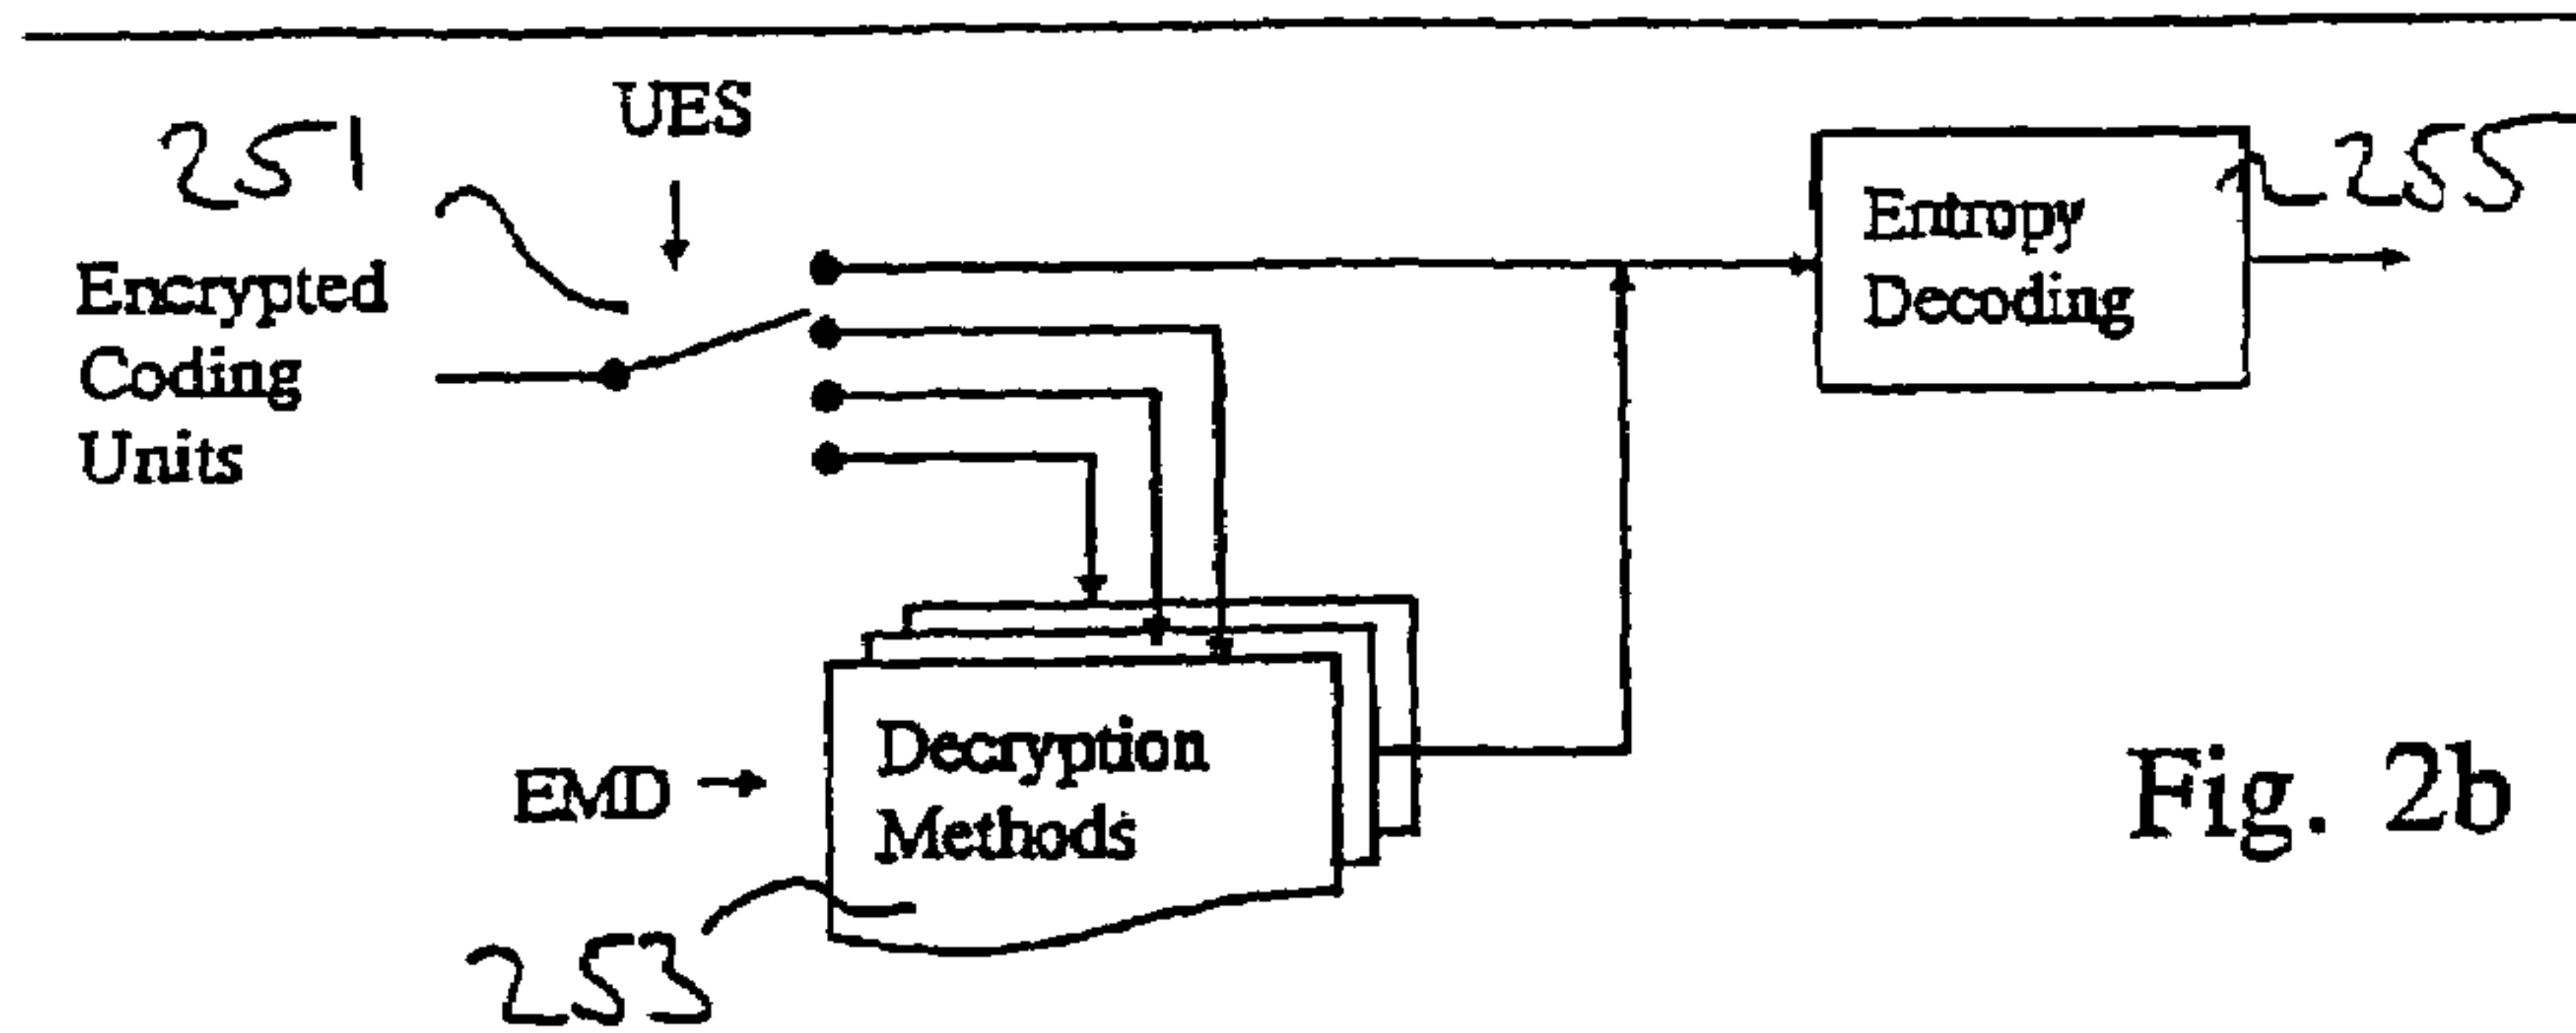 UES
251
255
Encrypted
Coding
Units
Entropy
Decoding
EMD
Decryption
Methods
253
Fig. 2b